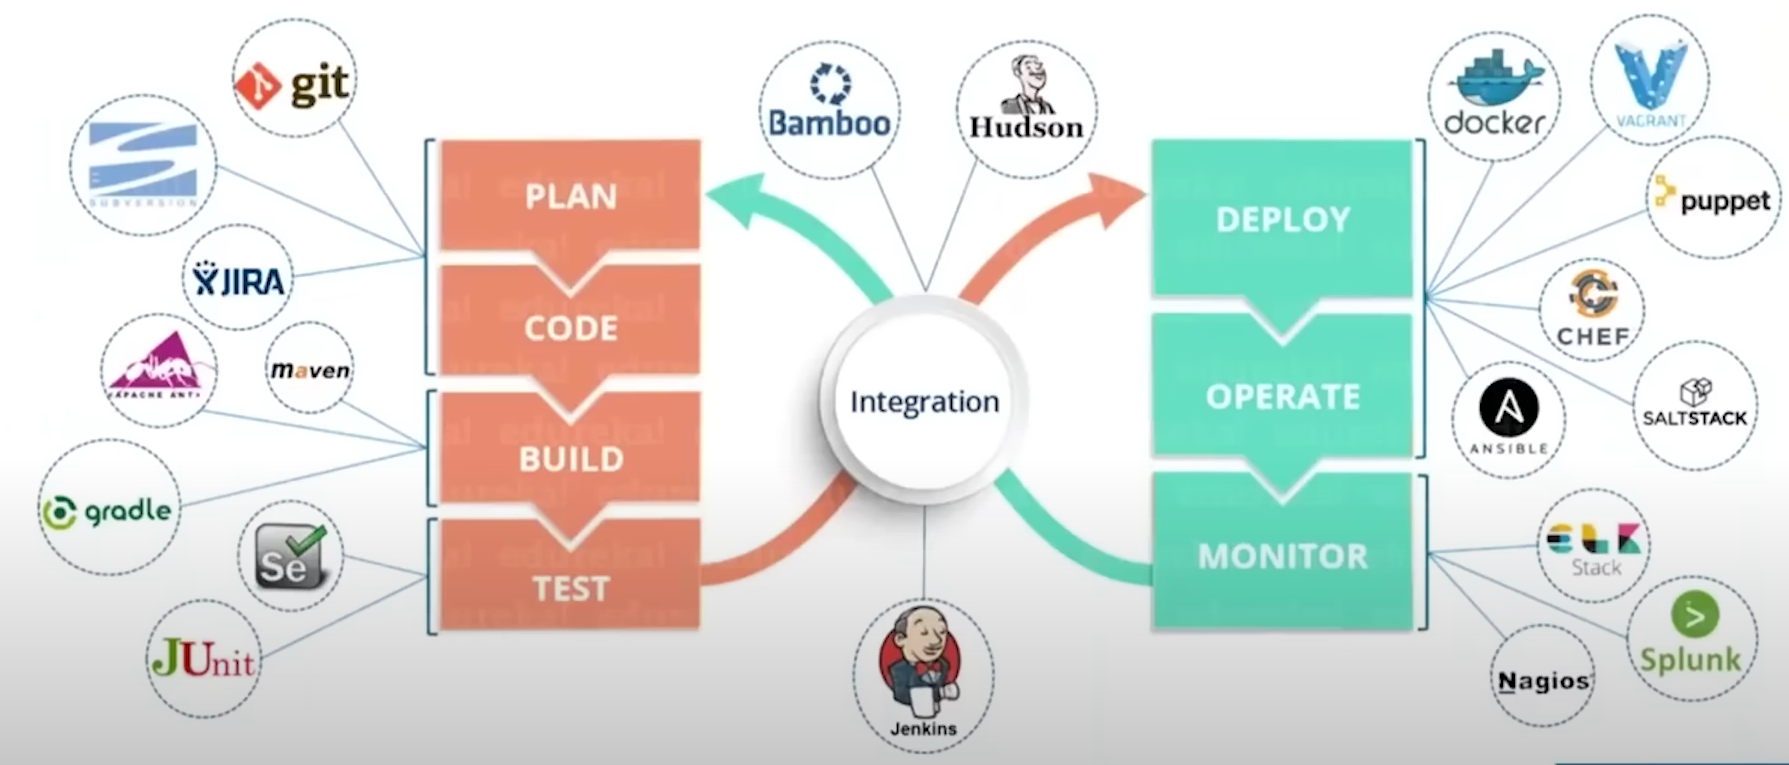 git
SUBVERSION
JIRA
APACHE ANT
maven
gradle
Se
JUnit
PLAN
CODE
BUILD
TEST
Bamboo
Hudson
Integration
Jenkins
DEPLOY
OPERATE
MONITOR
docker
VAGRANT
puppet
CHEF
SALTSTACK
ANSIBLE
ELK
Stack
Splunk
Nagios
edureka!